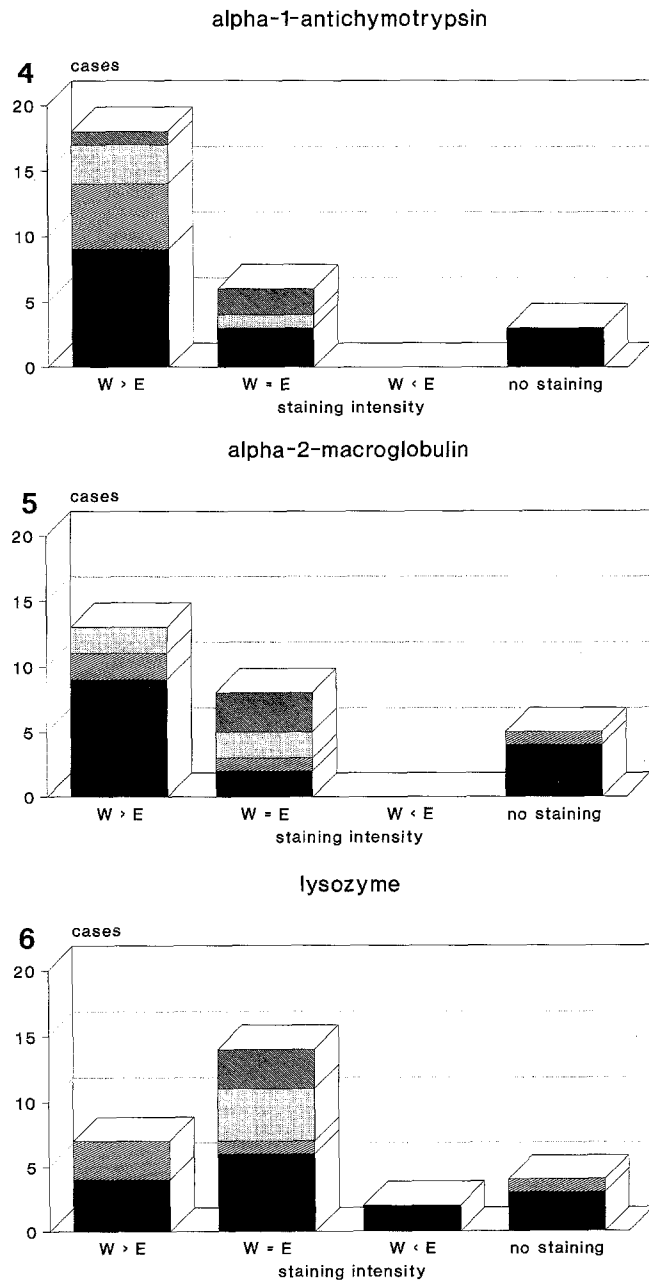 alpha-1-antichymotrypsin
4 cases
20
15
10
5
0
W > E W = E W < E no staining
staining intensity
alpha-2-macroglobulin
5 cases
20
15
10
5
0
W > E W = E W < E no staining
staining intensity
lysozyme
6 cases
20
15
10
5
0
W > E W = E W < E no staining
staining intensity